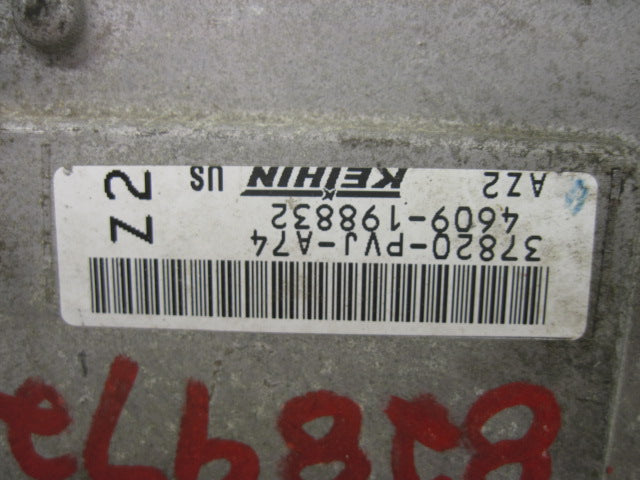 37820-PVJ-A74
4609-198832
AZ2 KEIHIN US
Z2